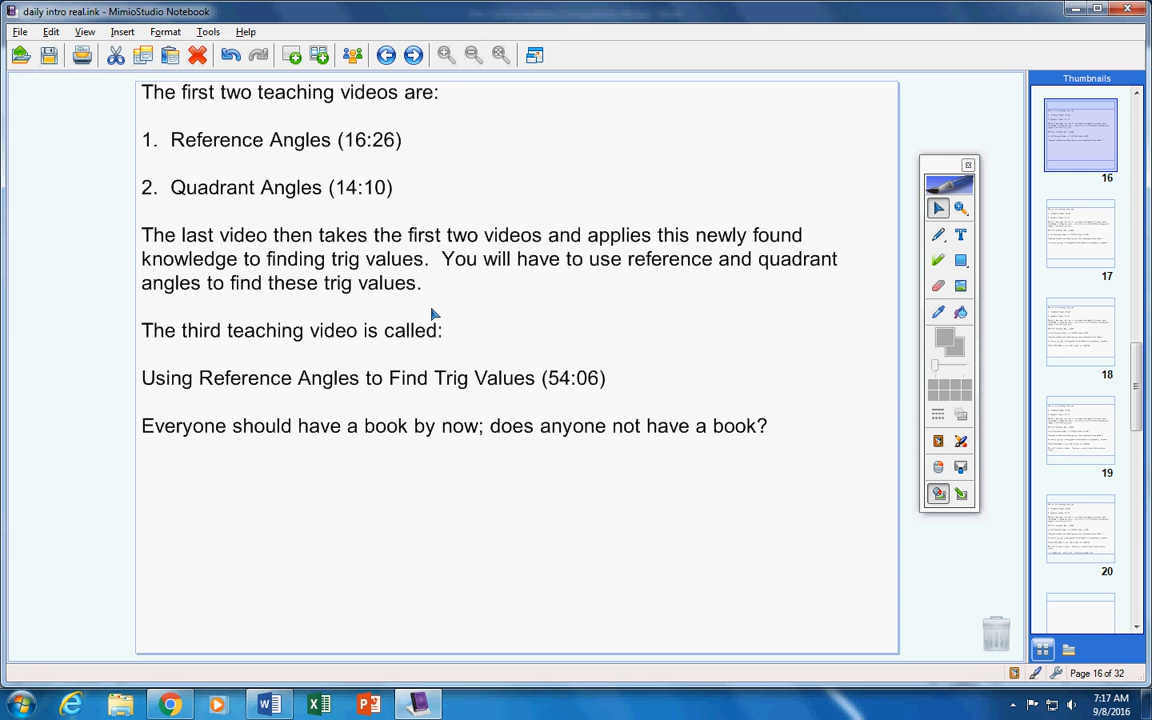 daily intro real.ink - MimioStudio Notebook
File Edit View Insert Format Tools Help
The first two teaching videos are:
1. Reference Angles (16:26)
2. Quadrant Angles (14:10)
The last video then takes the first two videos and applies this newly found
knowledge to finding trig values. You will have to use reference and quadrant
angles to find these trig values.
The third teaching video is called:
Using Reference Angles to Find Trig Values (54:06)
Everyone should have a book by now; does anyone not have a book?
Thumbnails
16
17
18
19
20
Page 16 of 32
7:17 AM
9/8/2016